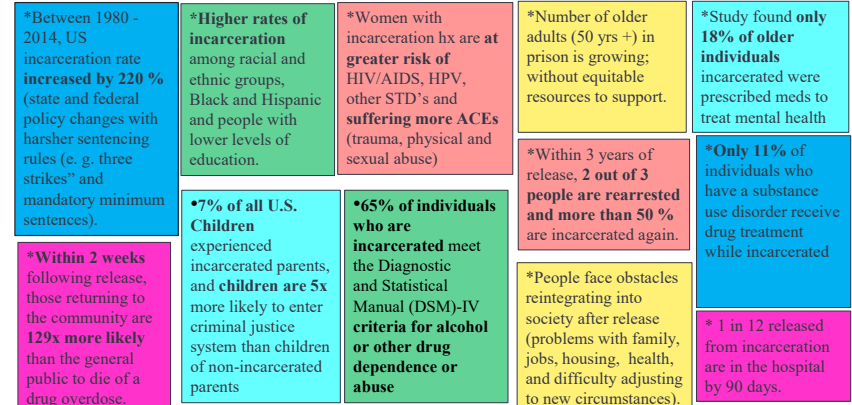 *Between 1980 -
2014, US
incarceration rate
increased by 220 %
(state and federal
policy changes with
harsher sentencing
rules (e. g. three
strikes” and
mandatory minimum
sentences).
*Higher rates of
incarceration
among racial and
ethnic groups,
Black and Hispanic
and people with
lower levels of
education.
*Women with
incarceration hx are at
greater risk of
HIV/AIDS, HPV,
other STD’s and
suffering more ACEs
(trauma, physical and
sexual abuse)
*Number of older
adults (50 yrs +) in
prison is growing;
without equitable
resources to support.
*Study found only
18% of older
individuals
incarcerated were
prescribed meds to
treat mental health
*Within 3 years of
release, 2 out of 3
people are rearrested
and more than 50 %
are incarcerated again.
*Only 11% of
individuals who
have a substance
use disorder receive
drug treatment
while incarcerated
*Within 2 weeks
following release,
those returning to
the community are
129x more likely
than the general
public to die of a
drug overdose.
•7% of all U.S.
Children
experienced
incarcerated parents,
and children are 5x
more likely to enter
criminal justice
system than children
of non-incarcerated
parents
•65% of individuals
who are
incarcerated meet
the Diagnostic
and Statistical
Manual (DSM)-IV
criteria for alcohol
or other drug
dependence or
abuse
*People face obstacles
reintegrating into
society after release
(problems with family,
jobs, housing, health,
and difficulty adjusting
to new circumstances).
* 1 in 12 released
from incarceration
are in the hospital
by 90 days.